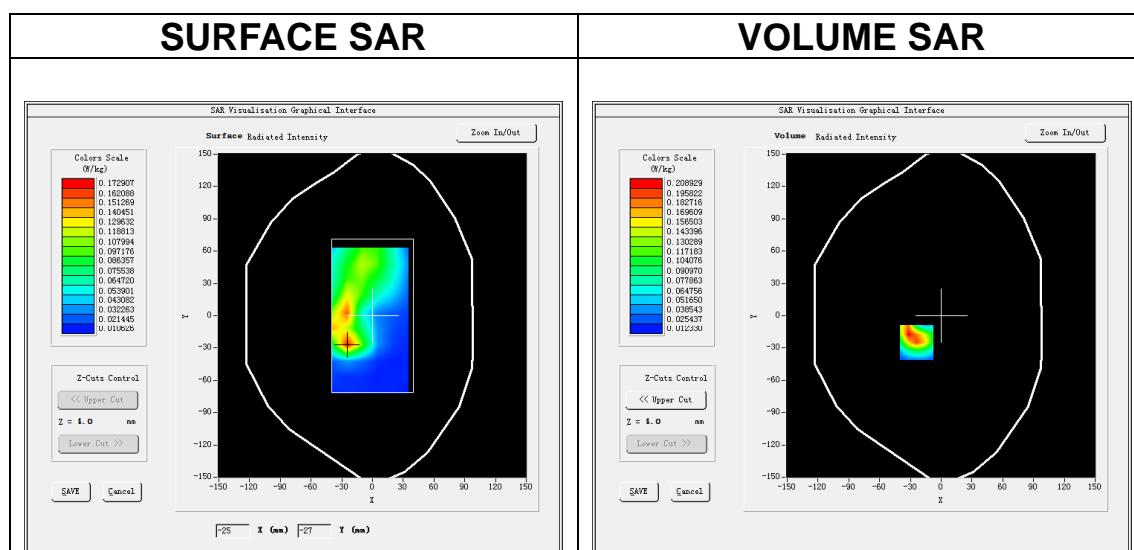 SURFACE SAR
SAR Visualisation Graphical Interface
Surface Radiated Intensity
Zoom In/Out
Colors Scale
(W/kg)
0.172907
0.162088
0.151269
0.140451
0.129632
0.118813
0.107994
0.097176
0.086357
0.075538
0.064720
0.053901
0.043082
0.032263
0.021445
0.010626
150
120
90
60
30
0
-30
-60
-90
-120
-150
Y
-150 -120 -90 -60 -30 0 30 60 90 120 150
X
Z-Cuts Control
<< Upper Cut
Z = 4.0 mm
Lower Cut >>
SAVE Cancel
-25 X (mm) -27 Y (mm)
VOLUME SAR
SAR Visualisation Graphical Interface
Volume Radiated Intensity
Zoom In/Out
Colors Scale
(W/kg)
0.208929
0.195822
0.182716
0.169609
0.156503
0.143396
0.130289
0.117183
0.104076
0.090970
0.077863
0.064756
0.051650
0.038543
0.025437
0.012330
150
120
90
60
30
0
-30
-60
-90
-120
-150
Y
-150 -120 -90 -60 -30 0 30 60 90 120 150
X
Z-Cuts Control
<< Upper Cut
Z = 4.0 mm
Lower Cut >>
SAVE Cancel